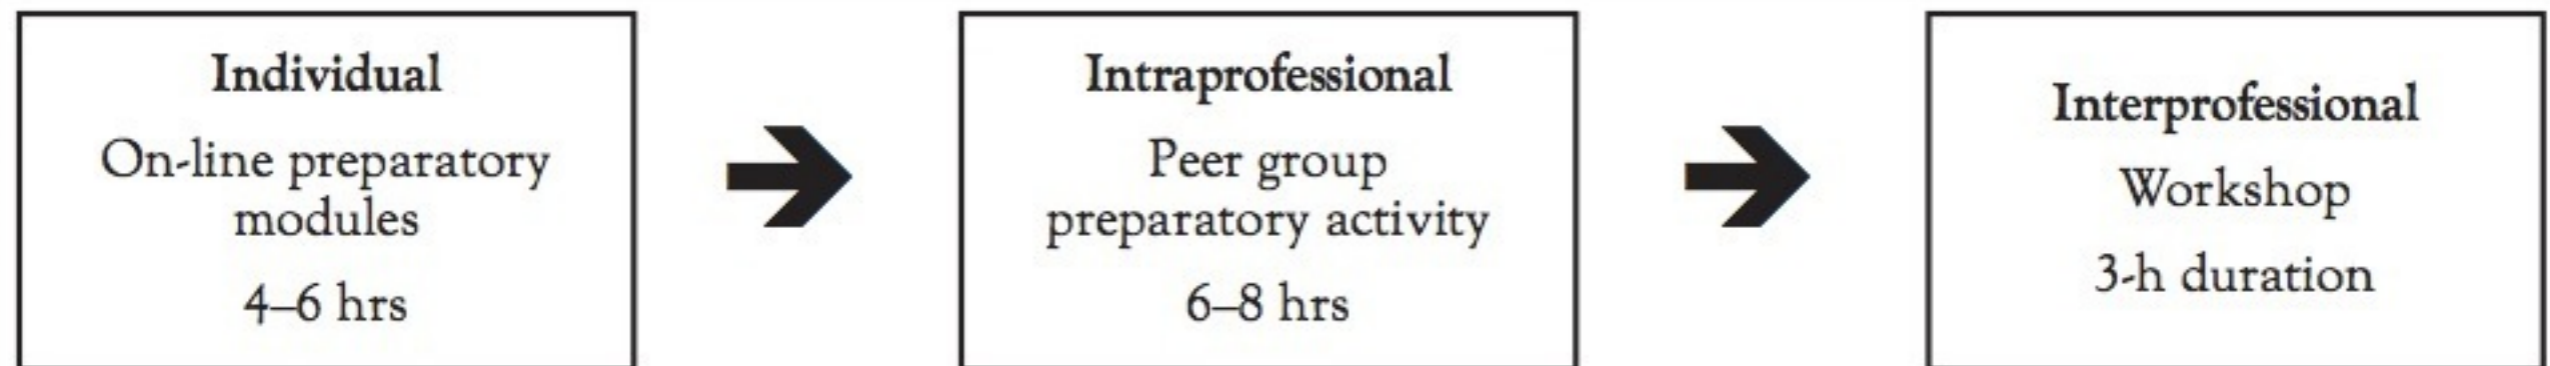 Individual
On-line preparatory
modules
4–6 hrs
Intraprofessional
Peer group
preparatory activity
6–8 hrs
Interprofessional
Workshop
3-h duration